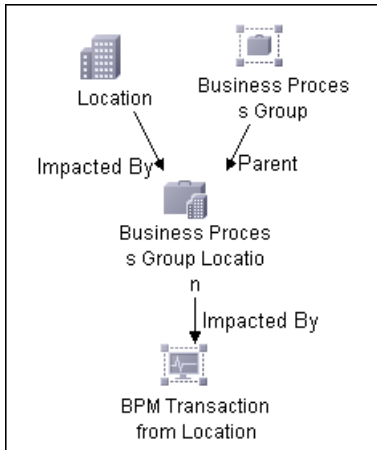 Location
Business Proces
s Group
Impacted By
Parent
Business Proces
s Group Locatio
n
Impacted By
BPM Transaction
from Location